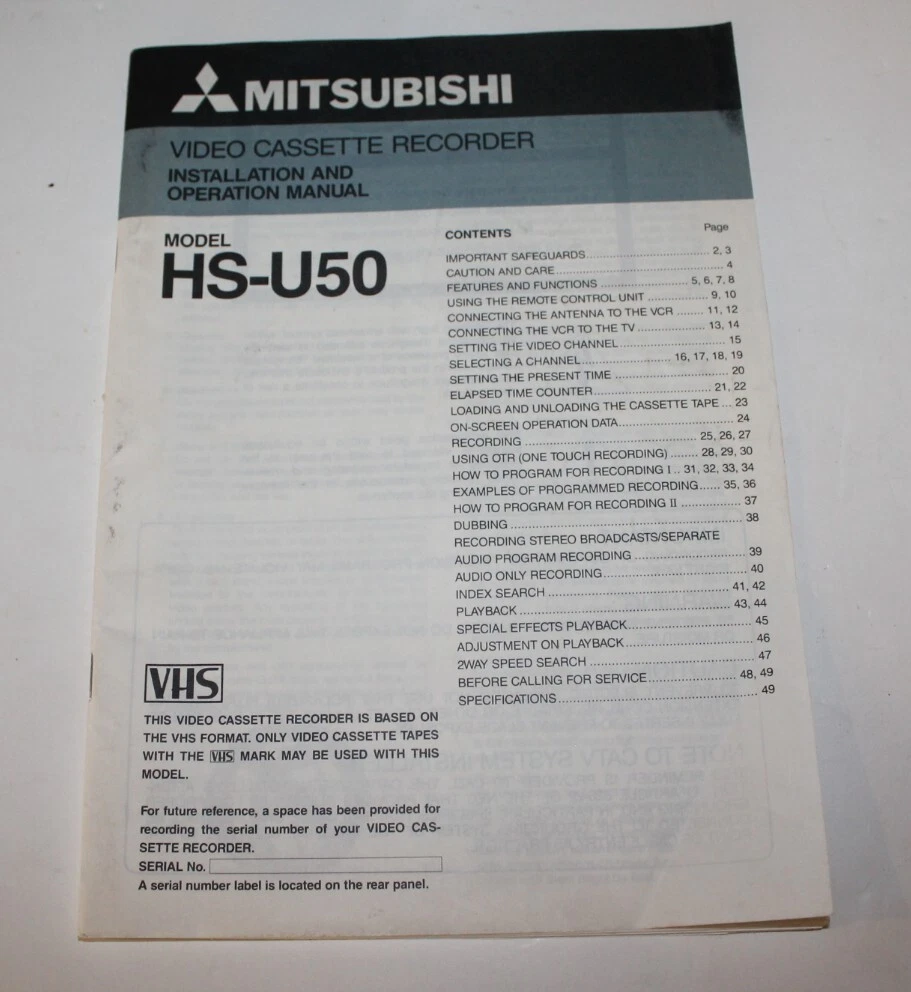 MITSUBISHI
VIDEO CASSETTE RECORDER
INSTALLATION AND
OPERATION MANUAL
MODEL
HS-U50
CONTENTS Page
IMPORTANT SAFEGUARDS................................... 2, 3
CAUTION AND CARE................................................ 4
FEATURES AND FUNCTIONS ......................... 5, 6, 7, 8
USING THE REMOTE CONTROL UNIT .................. 9, 10
CONNECTING THE ANTENNA TO THE VCR ........ 11, 12
CONNECTING THE VCR TO THE TV .................... 13, 14
SETTING THE VIDEO CHANNEL............................... 15
SELECTING A CHANNEL.......................... 16, 17, 18, 19
SETTING THE PRESENT TIME ................................. 20
ELAPSED TIME COUNTER.................................. 21, 22
LOADING AND UNLOADING THE CASSETTE TAPE ... 23
ON-SCREEN OPERATION DATA................................. 24
RECORDING ................................................. 25, 26, 27
USING OTR (ONE TOUCH RECORDING) ........ 28, 29, 30
HOW TO PROGRAM FOR RECORDING I .. 31, 32, 33, 34
EXAMPLES OF PROGRAMMED RECORDING...... 35, 36
HOW TO PROGRAM FOR RECORDING II ................. 37
DUBBING .................................................................. 38
RECORDING STEREO BROADCASTS/SEPARATE
AUDIO PROGRAM RECORDING ................................ 39
AUDIO ONLY RECORDING......................................... 40
INDEX SEARCH .................................................... 41, 42
PLAYBACK ............................................................ 43, 44
SPECIAL EFFECTS PLAYBACK................................... 45
ADJUSTMENT ON PLAYBACK..................................... 46
2WAY SPEED SEARCH ............................................... 47
BEFORE CALLING FOR SERVICE......................... 48, 49
SPECIFICATIONS......................................................... 49
VHS
THIS VIDEO CASSETTE RECORDER IS BASED ON
THE VHS FORMAT. ONLY VIDEO CASSETTE TAPES
WITH THE VHS MARK MAY BE USED WITH THIS
MODEL.
For future reference, a space has been provided for
recording the serial number of your VIDEO CAS-
SETTE RECORDER.
SERIAL No.
A serial number label is located on the rear panel.